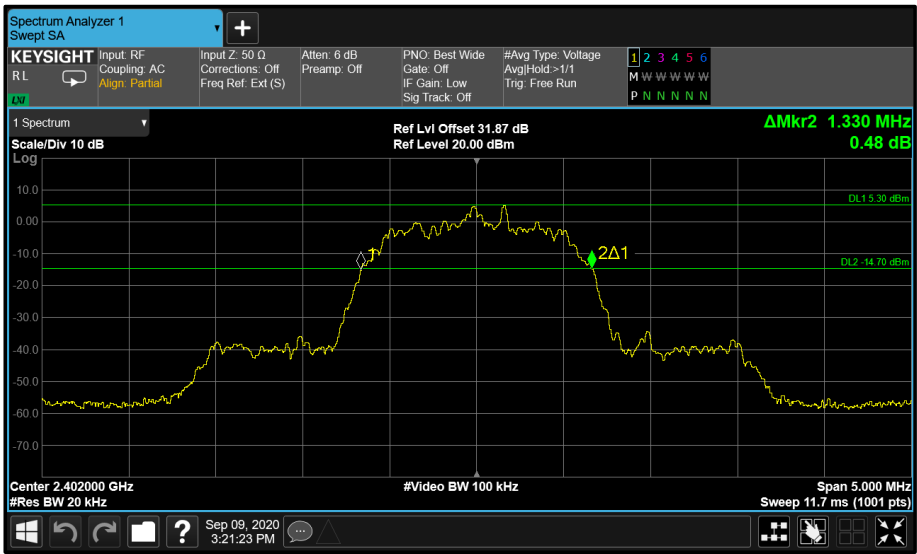 Spectrum Analyzer 1
Swept SA
+
KEYSIGHT
R L
LXI
Input: RF
Coupling: AC
Align: Partial
Input Z: 50 Ω
Corrections: Off
Freq Ref: Ext (S)
Atten: 6 dB
Preamp: Off
PNO: Best Wide
Gate: Off
IF Gain: Low
Sig Track: Off
#Avg Type: Voltage
Avg|Hold:>1/1
Trig: Free Run
1 2 3 4 5 6
M W W W W W
P N N N N N
1 Spectrum
Scale/Div 10 dB
Ref Lvl Offset 31.87 dB
Ref Level 20.00 dBm
ΔMkr2 1.330 MHz
0.48 dB
Log
10.0
0.00
-10.0
-20.0
-30.0
-40.0
-50.0
-60.0
-70.0
DL1 5.30 dBm
1
2Δ1
DL2 -14.70 dBm
Center 2.402000 GHz
#Video BW 100 kHz
Span 5.000 MHz
#Res BW 20 kHz
Sweep 11.7 ms (1001 pts)
?
Sep 09, 2020
3:21:23 PM